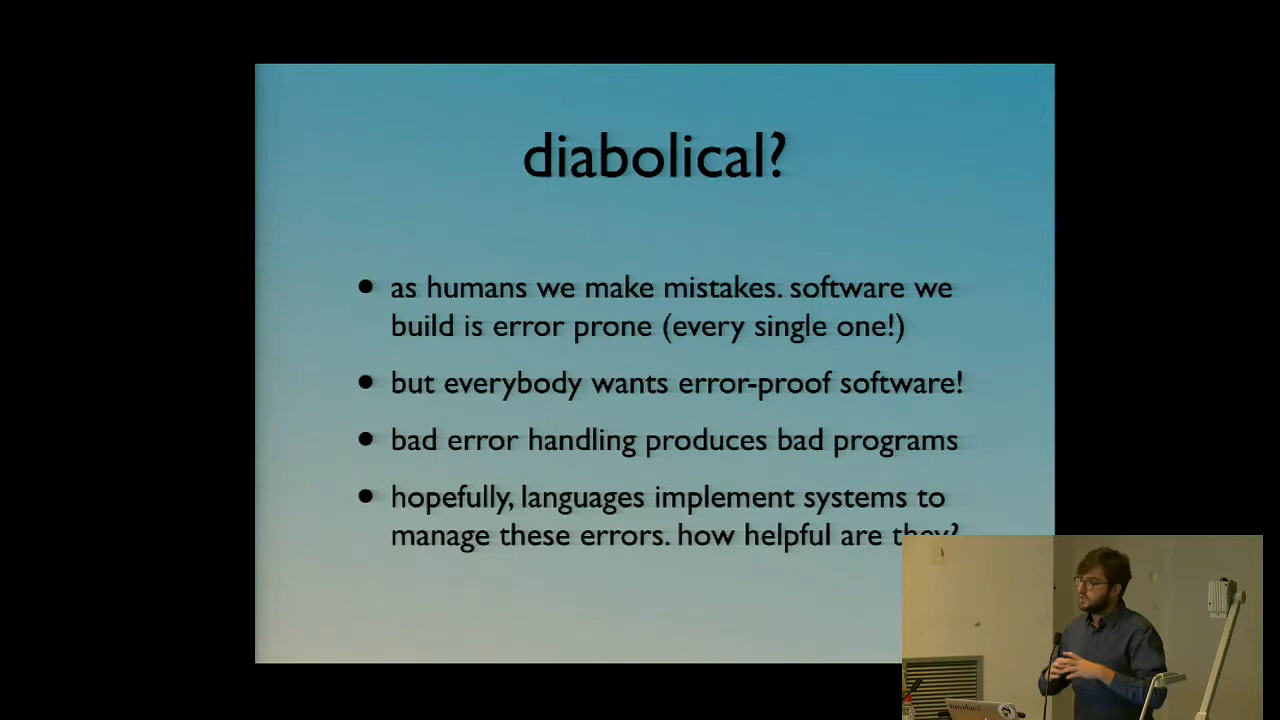 diabolical?
• as humans we make mistakes. software we
build is error prone (every single one!)
• but everybody wants error-proof software!
• bad error handling produces bad programs
• hopefully, languages implement systems to
manage these errors. how helpful are they?